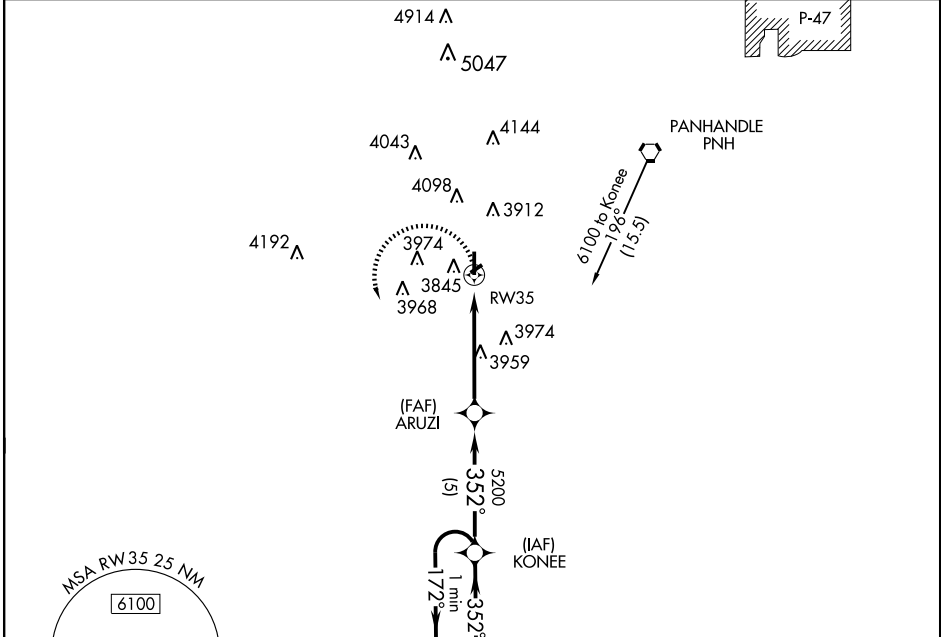 4914
5047
P-47
PANHANDLE
PNH
4144
4043
4098
3912
6100 to Konee
196°
(15.5)
4192
3974
3845
3968
RW35
3974
3959
(FAF)
ARUZI
5200
352°
(5)
(IAF)
KONEE
1 min
172°
352°
MSA RW35 25 NM
6100